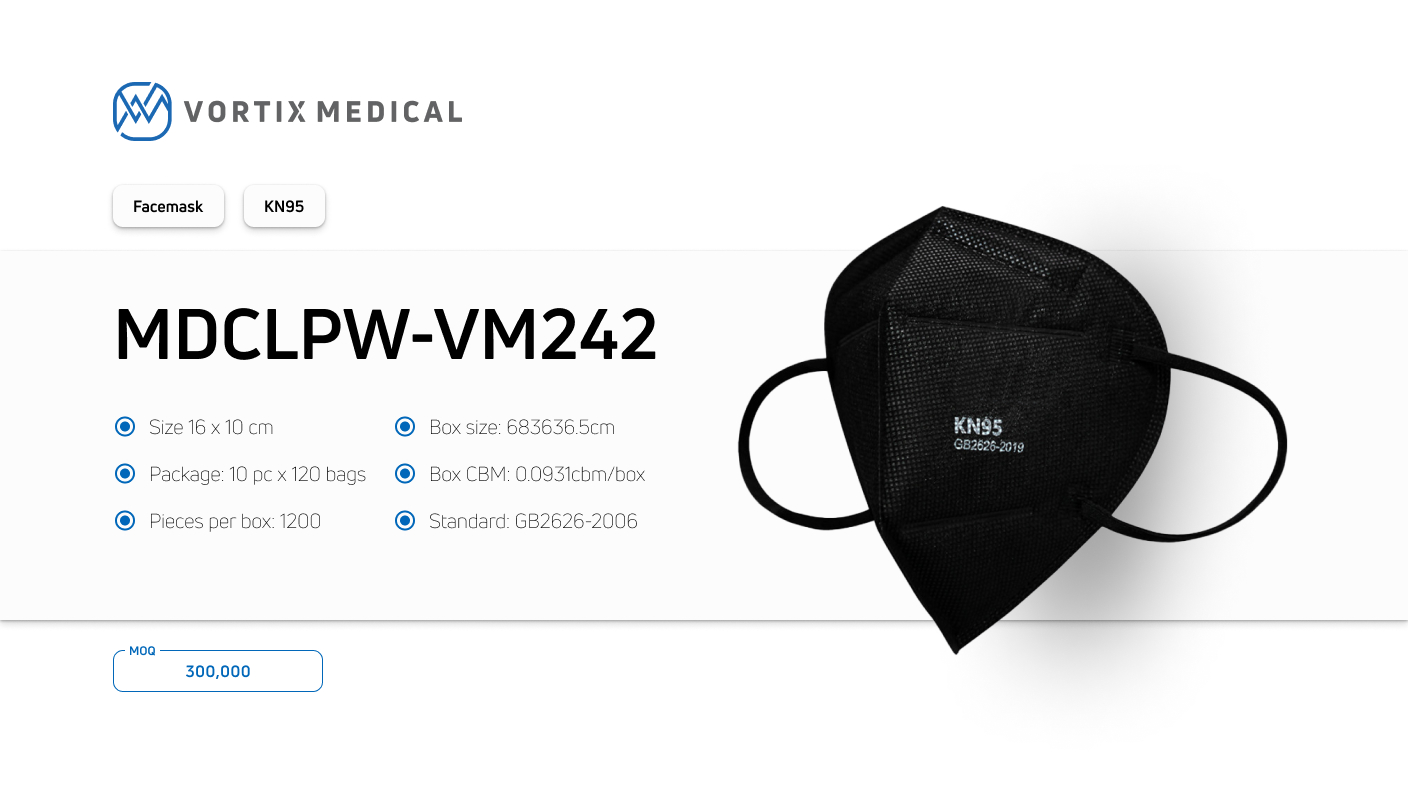 VORTIX MEDICAL
Facemask
KN95
MDCLPW-VM242
Size 16 x 10 cm
Package: 10 pc x 120 bags
Pieces per box: 1200
Box size: 683636.5cm
Box CBM: 0.0931cbm/box
Standard: GB2626-2006
KN95
GB2626-2019
MOQ
300,000